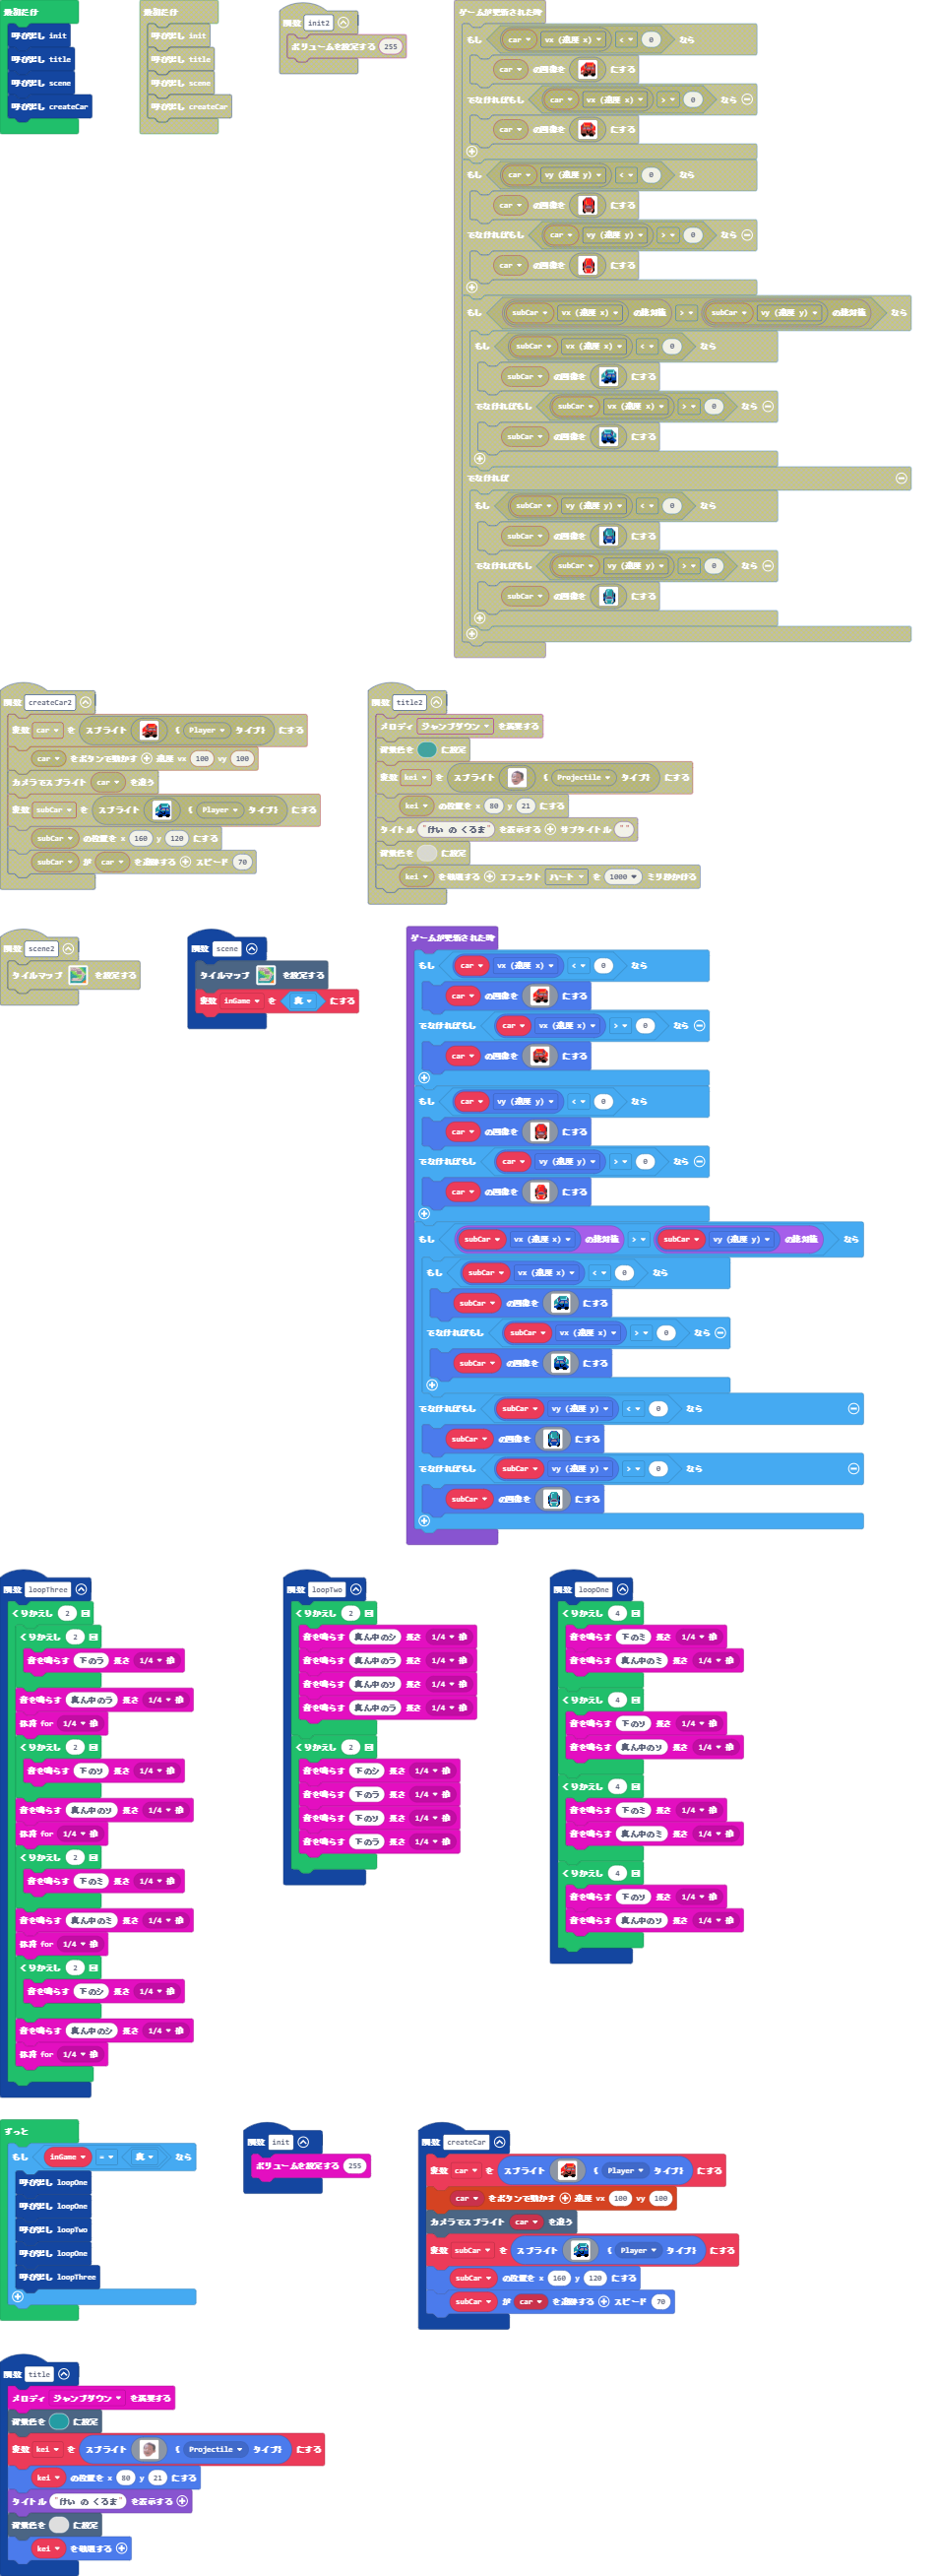 最初だけ
呼び出し init
呼び出し title
呼び出し scene
呼び出し createCar
最初だけ
呼び出し init
呼び出し title
呼び出し scene
呼び出し createCar
関数 init2
ボリュームを設定する 255
ゲームが更新された時
もし car vx (速度 x) < 0 なら
car の画像を にする
でなければもし car vx (速度 x) > 0 なら
car の画像を にする
もし car vy (速度 y) < 0 なら
car の画像を にする
でなければもし car vy (速度 y) > 0 なら
car の画像を にする
もし subCar vx (速度 x) の絶対値 > subCar vy (速度 y) の絶対値 なら
もし subCar vx (速度 x) < 0 なら
subCar の画像を にする
でなければもし subCar vx (速度 x) > 0 なら
subCar の画像を にする
でなければ
もし subCar vy (速度 y) < 0 なら
subCar の画像を にする
でなければもし subCar vy (速度 y) > 0 なら
subCar の画像を にする
関数 createCar2
変数 car を スプライト ( Player タイプ) にする
car をボタンで動かす 速度 vx 100 vy 100
カメラでスプライト car を追う
変数 subCar を スプライト ( Player タイプ) にする
subCar の位置を x 160 y 120 にする
subCar が car を追跡する スピード 70
関数 title2
メロディ ジャンプダウン を演奏する
背景色を に設定
変数 kei を スプライト ( Projectile タイプ) にする
kei の位置を x 80 y 21 にする
タイトル "けい の くるま" を表示する サブタイトル ""
背景色を に設定
kei を破壊する エフェクト ハート を 1000 ミリ秒かける
関数 scene2
タイルマップ を設定する
関数 scene
タイルマップ を設定する
変数 inGame を 真 にする
ゲームが更新された時
もし car vx (速度 x) < 0 なら
car の画像を にする
でなければもし car vx (速度 x) > 0 なら
car の画像を にする
もし car vy (速度 y) < 0 なら
car の画像を にする
でなければもし car vy (速度 y) > 0 なら
car の画像を にする
もし subCar vx (速度 x) の絶対値 > subCar vy (速度 y) の絶対値 なら
もし subCar vx (速度 x) < 0 なら
subCar の画像を にする
でなければもし subCar vx (速度 x) > 0 なら
subCar の画像を にする
でなければもし subCar vy (速度 y) < 0 なら
subCar の画像を にする
でなければもし subCar vy (速度 y) > 0 なら
subCar の画像を にする
関数 loopThree
くりかえし 2 回
くりかえし 2 回
音を鳴らす 下のラ 長さ 1/4 拍
音を鳴らす 真ん中のラ 長さ 1/4 拍
休符 for 1/4 拍
くりかえし 2 回
音を鳴らす 下のソ 長さ 1/4 拍
音を鳴らす 真ん中のソ 長さ 1/4 拍
休符 for 1/4 拍
くりかえし 2 回
音を鳴らす 下のミ 長さ 1/4 拍
音を鳴らす 真ん中のミ 長さ 1/4 拍
休符 for 1/4 拍
くりかえし 2 回
音を鳴らす 下のシ 長さ 1/4 拍
音を鳴らす 真ん中のシ 長さ 1/4 拍
休符 for 1/4 拍
関数 loopTwo
くりかえし 2 回
音を鳴らす 真ん中のシ 長さ 1/4 拍
音を鳴らす 真ん中のラ 長さ 1/4 拍
音を鳴らす 真ん中のソ 長さ 1/4 拍
音を鳴らす 真ん中のラ 長さ 1/4 拍
くりかえし 2 回
音を鳴らす 下のシ 長さ 1/4 拍
音を鳴らす 下のラ 長さ 1/4 拍
音を鳴らす 下のソ 長さ 1/4 拍
音を鳴らす 下のラ 長さ 1/4 拍
関数 loopOne
くりかえし 4 回
音を鳴らす 下のミ 長さ 1/4 拍
音を鳴らす 真ん中のミ 長さ 1/4 拍
くりかえし 4 回
音を鳴らす 下のソ 長さ 1/4 拍
音を鳴らす 真ん中のソ 長さ 1/4 拍
くりかえし 4 回
音を鳴らす 下のミ 長さ 1/4 拍
音を鳴らす 真ん中のミ 長さ 1/4 拍
くりかえし 4 回
音を鳴らす 下のソ 長さ 1/4 拍
音を鳴らす 真ん中のソ 長さ 1/4 拍
ずっと
もし inGame = 真 なら
呼び出し loopOne
呼び出し loopOne
呼び出し loopTwo
呼び出し loopOne
呼び出し loopThree
関数 init
ボリュームを設定する 255
関数 createCar
変数 car を スプライト ( Player タイプ) にする
car をボタンで動かす 速度 vx 100 vy 100
カメラでスプライト car を追う
変数 subCar を スプライト ( Player タイプ) にする
subCar の位置を x 160 y 120 にする
subCar が car を追跡する スピード 70
関数 title
メロディ ジャンプダウン を演奏する
背景色を に設定
変数 kei を スプライト ( Projectile タイプ) にする
kei の位置を x 80 y 21 にする
タイトル "けい の くるま" を表示する
背景色を に設定
kei を破壊する